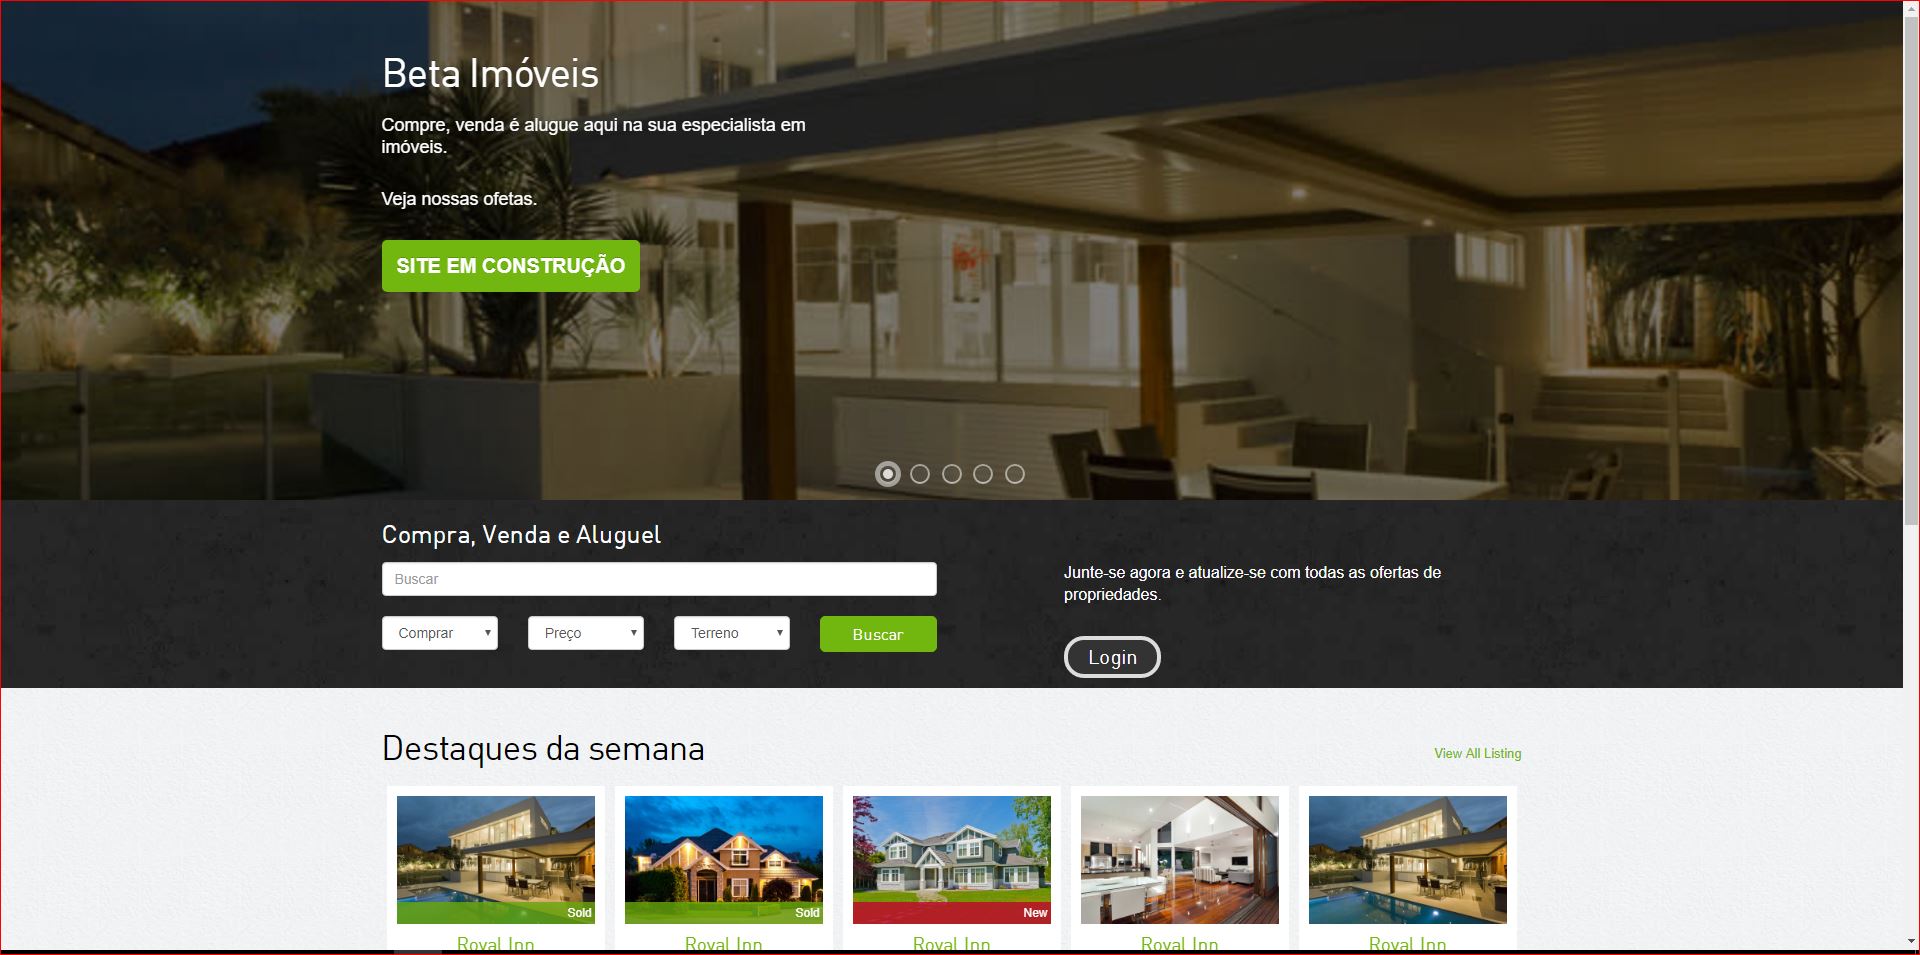 Beta Imóveis
Compre, venda é alugue aqui na sua especialista em
imóveis.
Veja nossas ofetas.
SITE EM CONSTRUÇÃO
Compra, Venda e Aluguel
Buscar
Comprar Preço Terreno Buscar
Junte-se agora e atualize-se com todas as ofertas de
propriedades.
Login
Destaques da semana
View All Listing
Sold Sold New
Royal Inn Royal Inn Royal Inn Royal Inn Royal Inn